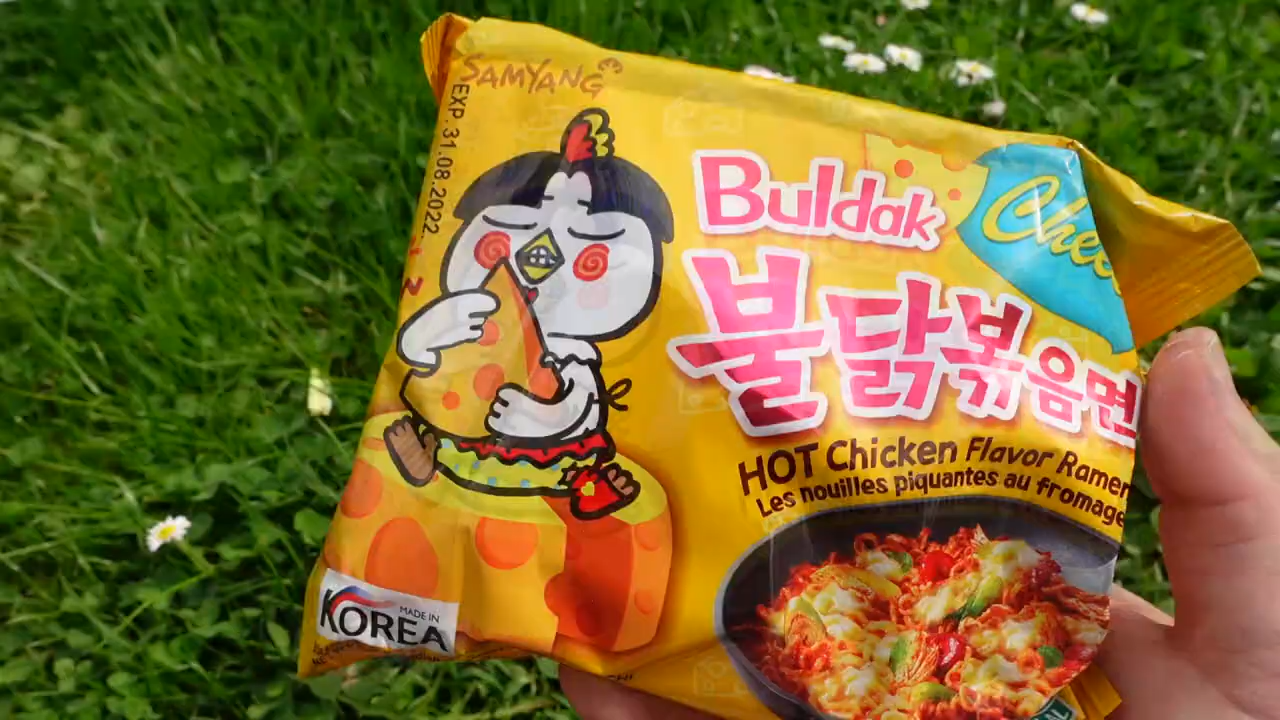 SAMYANG
EXP. 31.08.2022
Buldak
Chee
불닭볶음면
HOT Chicken Flavor Ramen
Les nouilles piquantes au fromage
MADE IN
KOREA